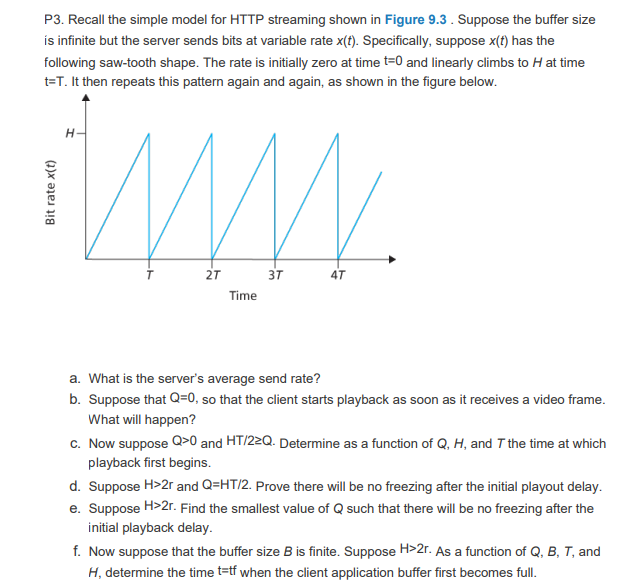 P3. Recall the simple model for HTTP streaming shown in Figure 9.3 . Suppose the buffer size
is infinite but the server sends bits at variable rate x(t). Specifically, suppose x(t) has the
following saw-tooth shape. The rate is initially zero at time t=0 and linearly climbs to H at time
t=T. It then repeats this pattern again and again, as shown in the figure below.
H
Bit rate x(t)
T 2T 3T 4T
Time
a. What is the server's average send rate?
b. Suppose that Q=0, so that the client starts playback as soon as it receives a video frame.
What will happen?
c. Now suppose Q>0 and HT/2≥Q. Determine as a function of Q, H, and T the time at which
playback first begins.
d. Suppose H>2r and Q=HT/2. Prove there will be no freezing after the initial playout delay.
e. Suppose H>2r. Find the smallest value of Q such that there will be no freezing after the
initial playback delay.
f. Now suppose that the buffer size B is finite. Suppose H>2r. As a function of Q, B, T, and
H, determine the time t=tf when the client application buffer first becomes full.